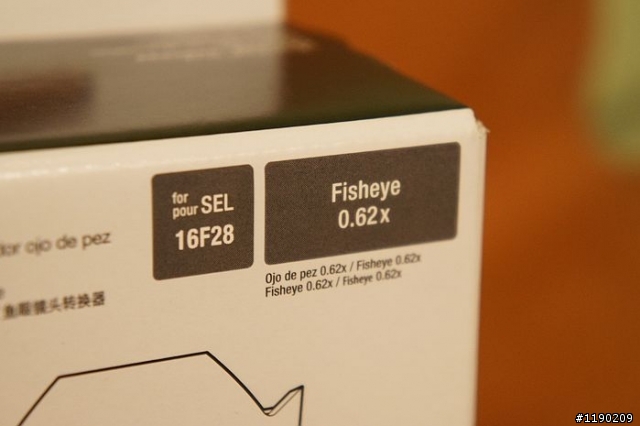 for
pour SEL
16F28
Fisheye
0.62x
ojo de pez
Ojo de pez 0.62x / Fisheye 0.62x
Fisheye 0.62x / Fisheye 0.62x
鱼眼镜头转换器
#1190209